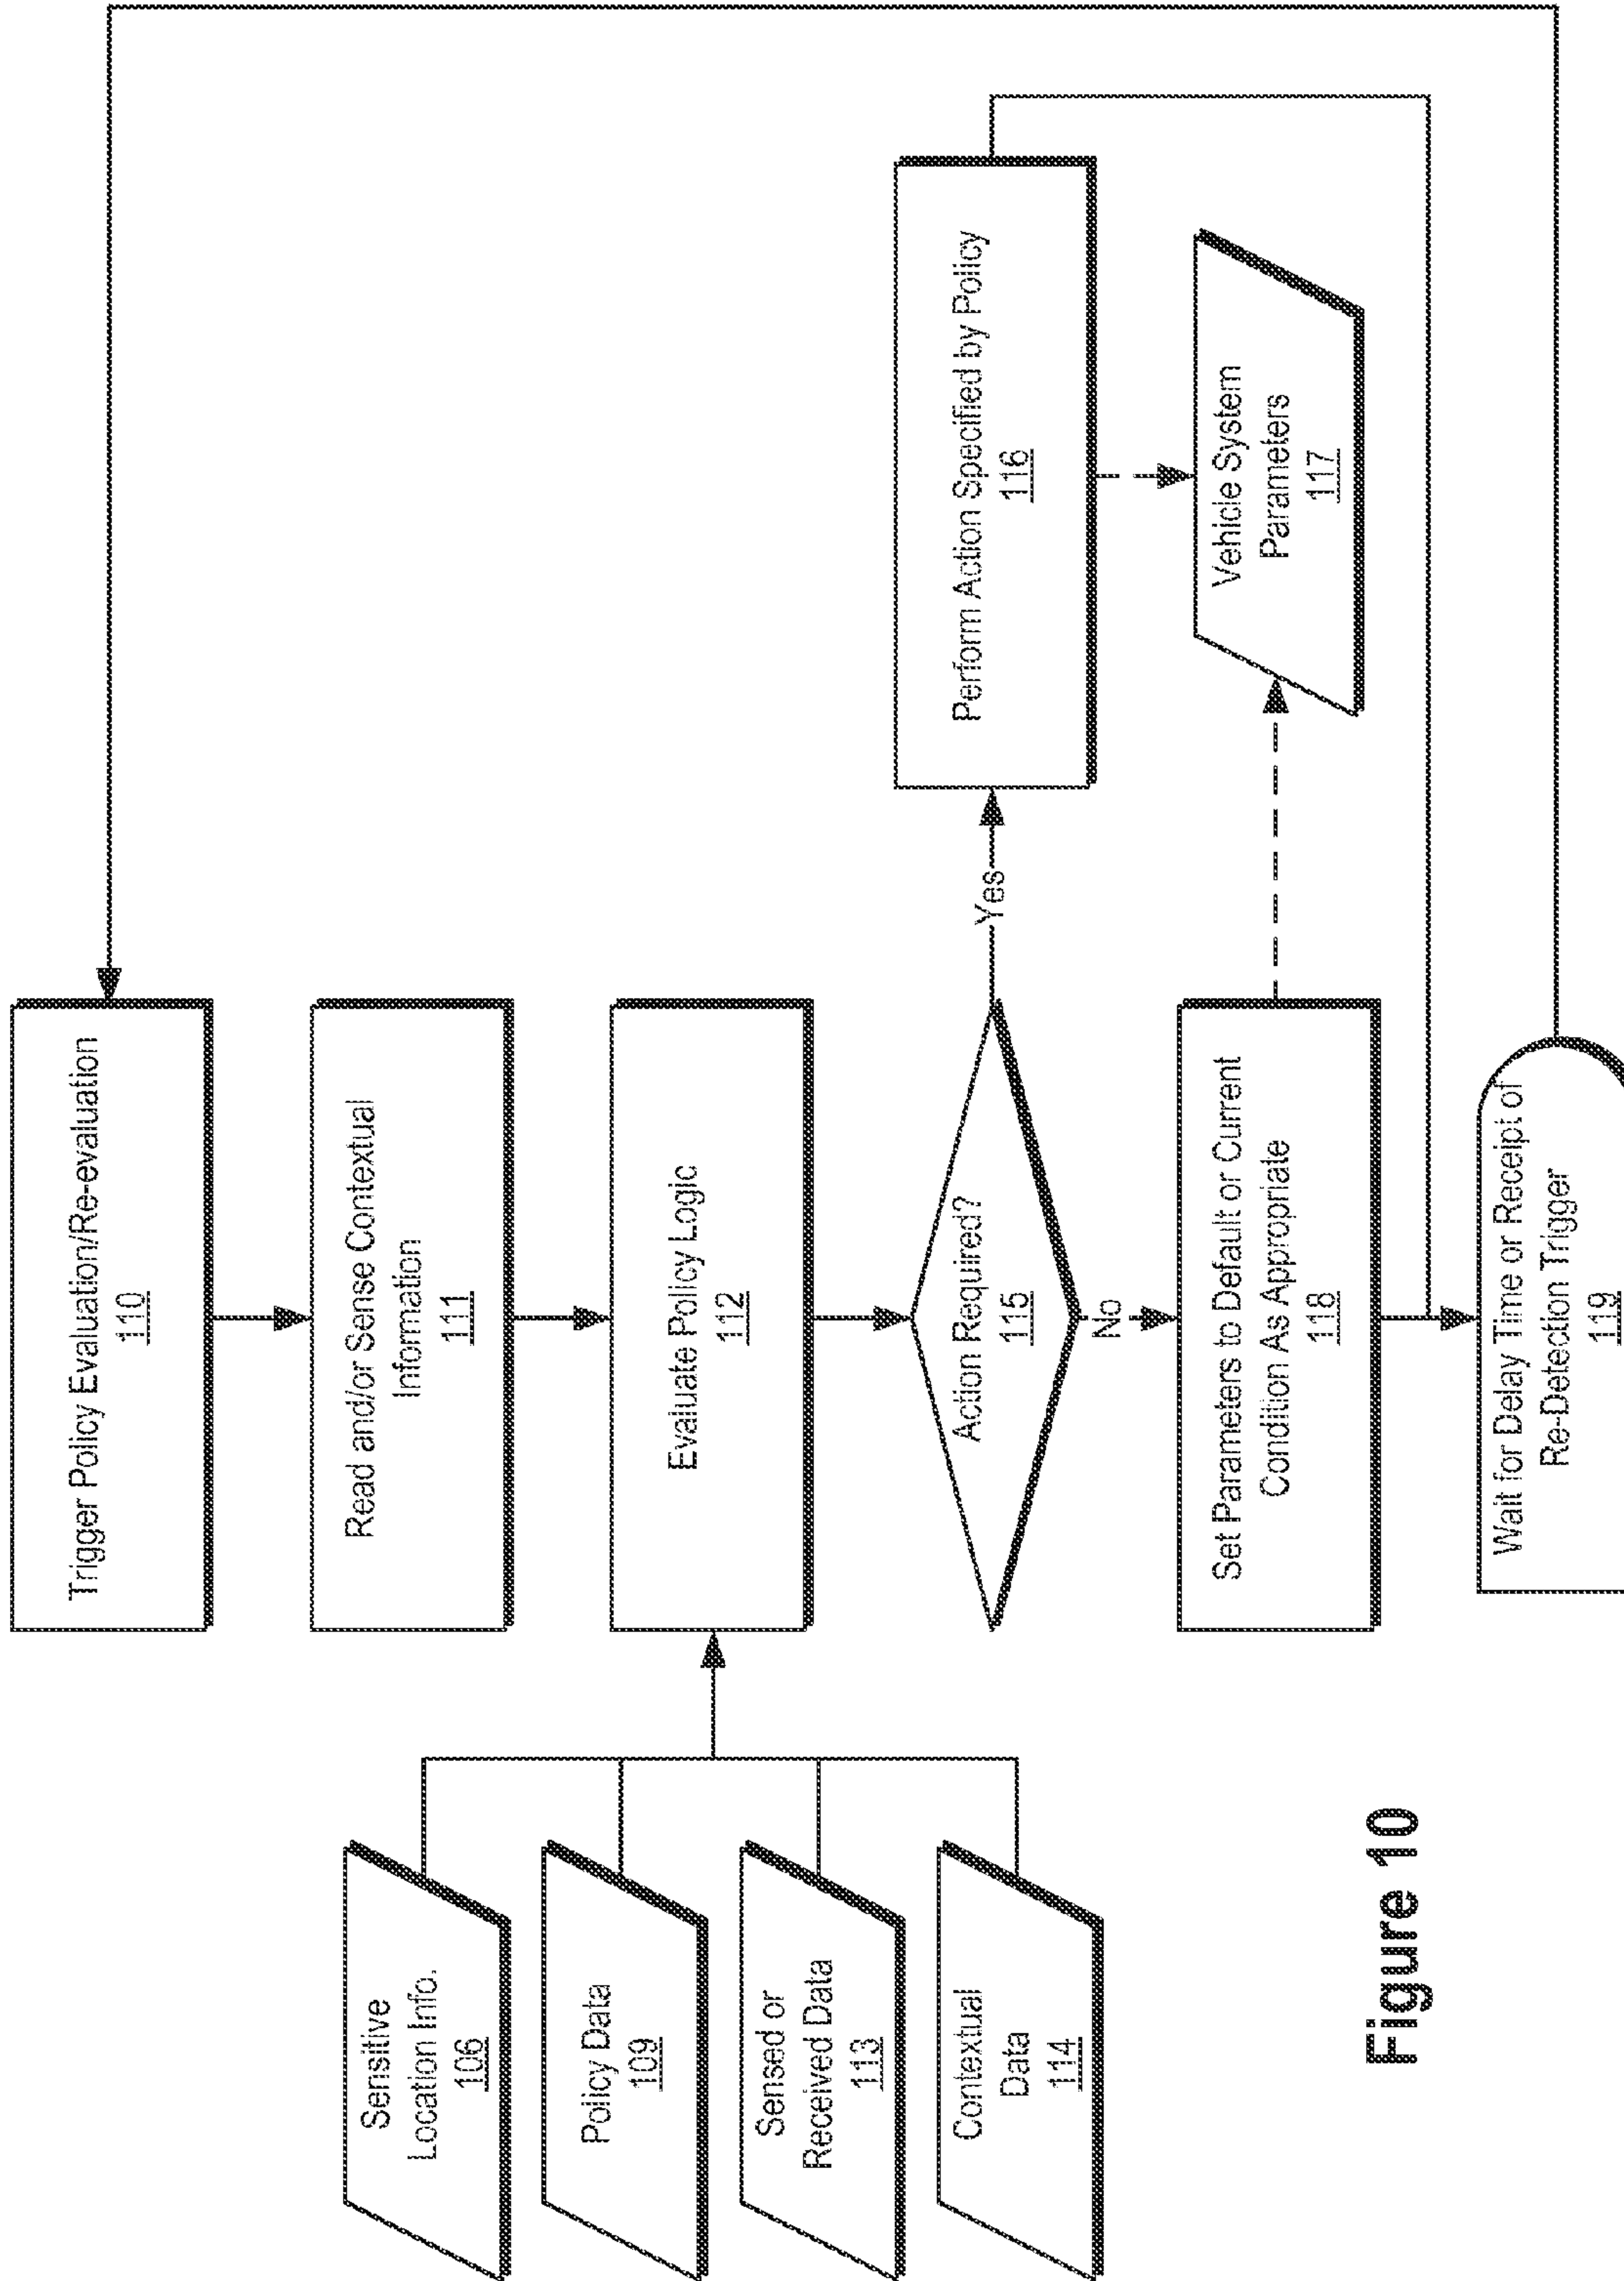 Trigger Policy Evaluation/Re-evaluation
110
Read and/or Sense Contextual
Information
111
Sensitive
Location Info.
106
Policy Data
109
Sensed or
Received Data
113
Contextual
Data
114
Evaluate Policy Logic
112
Action Required?
115
Yes
Perform Action Specified by Policy
116
Vehicle System
Parameters
117
No
Set Parameters to Default or Current
Condition As Appropriate
118
Wait for Delay Time or Receipt of
Re-Detection Trigger
119
Figure 10